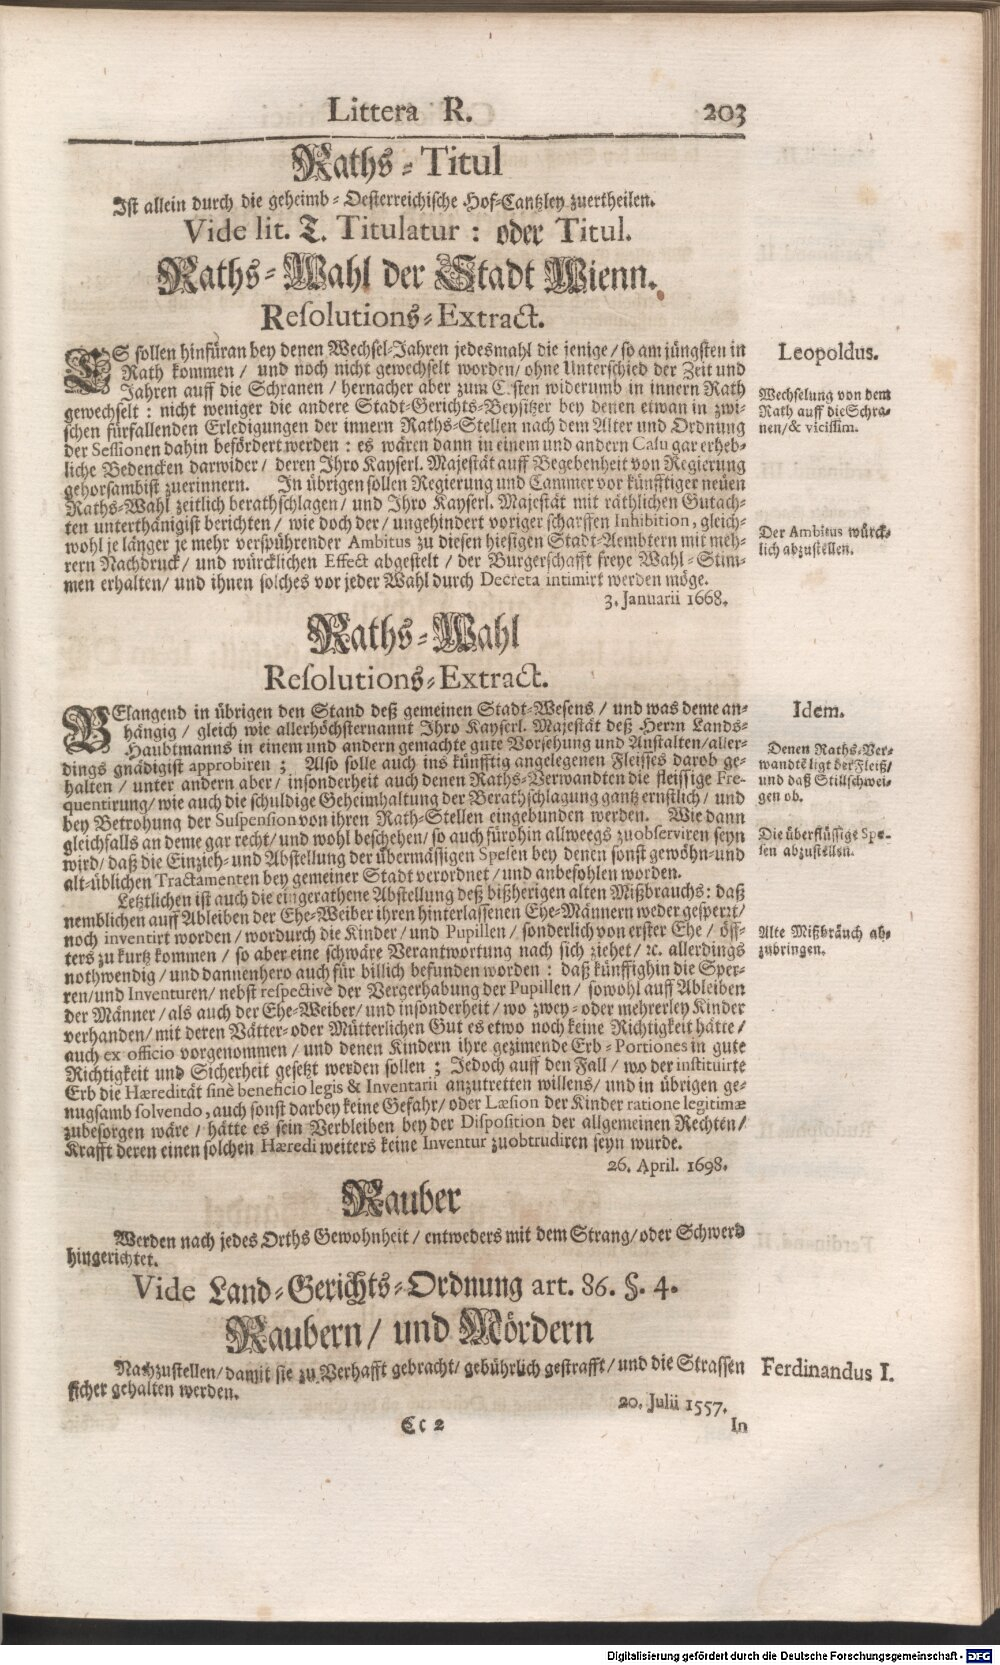 Littera R. 203
Raths-Titul
Ist allein durch die geheimb-Oesterreichische Hof-Cantzley zuertheilen.
Vide lit. T. Titulatur: oder Titul.
Raths-Wahl der Stadt Wienn.
Resolutions-Extract.
ES sollen hinfüran bey denen Wechsel-Jahren jedesmahl die jenige/ so am jüngsten in
Rath kommen/ und noch nicht gewechselt worden/ ohne Unterschied der Zeit und
Jahren auff die Schranen/ hernacher aber zum E.sten widerumb in innern Rath
gewechselt: nicht weniger die andere Stadt-Gerichts-Beysitzer bey denen etwan in zwi-
schen fürfallenden Erledigungen der innern Raths-Stellen nach dem Alter und Ordnung
der Sessionen dahin befördert werden: es wären dann in einem und andern Casu gar erheb-
liche Bedencken darwider/ deren Ihro Kayserl. Majestät auff Begebenheit von Regierung
gehorsambist zuerinnern. In übrigen sollen Regierung und Cammer vor künfftiger neüen
Raths-Wahl zeitlich berathschlagen/ und Ihro Kayserl. Majestät mit räthlichen Gutach-
ten unterthänigist berichten/ wie doch der/ ungehindert voriger scharffen Inhibition, gleich-
wohl je länger je mehr verspührender Ambitus zu diesen hiesigen Stadt-Aembtern mit meh-
rern Nachdruck/ und würcklichen Effect abgestelt/ der Burgerschafft freye Wahl-Stim-
men erhalten/ und ihnen solches vor jeder Wahl durch Decreta intimirt werden möge.
3. Januarii 1668.
Leopoldus.
Wechselung von dem
Rath auff die Schra-
nen/ & vicissim.
Der Ambitus würck-
lich abzustellen.
Raths-Wahl
Resolutions-Extract.
BElangend in übrigen den Stand deß gemeinen Stadt-Wesens/ und was deme an-
hängig/ gleich wie allerhöchsternannt Ihro Kayserl. Majestät deß Herrn Lands-
Haubtmanns in einem und andern gemachte gute Vorsehung und Anstalten/ aller-
dings gnädigist approbiren; Also solle auch ins künfftig angelegenen Fleisses darob ge-
halten/ unter andern aber/ insonderheit auch denen Raths-Verwandten die fleissige Fre-
quentirung/ wie auch die schuldige Geheimhaltung der Berathschlagung gantz ernstlich/ und
bey Betrohung der Suspension von ihren Rath-Stellen eingebunden werden. Wie dann
gleichfalls an deme gar recht/ und wohl beschehen/ so auch fürohin allweegs zuobserviren seyn
wird/ daß die Einzieh- und Abstellung der übermässigen Spesen bey denen sonst gewöhn- und
alt-üblichen Tractamenten bey gemeiner Stadt verordnet/ und anbefohlen worden.
Letztlichen ist auch die eingerathene Abstellung deß bißherigen alten Mißbrauchs: daß
nemblichen auff Ableiben der Ehe-Weiber ihren hinterlassenen Ehe-Männern weder gesperrt/
noch inventirt worden/ wordurch die Kinder/ und Pupillen/ sonderlich von erster Ehe/ öff-
ters zu kurtz kommen/ so aber eine schwäre Verantwortung nach sich ziehet/ ꝛc. allerdings
nothwendig/ und dannenhero auch für billich befunden worden: daß künfftighin die Sper-
ren/ und Inventuren/ nebst respectivè der Vergerhabung der Pupillen/ sowohl auff Ableiben
der Männer/ als auch der Ehe-Weiber/ und insonderheit/ wo zwey- oder mehrerley Kinder
verhanden/ mit deren Vätter- oder Mütterlichen Gut es etwo noch keine Richtigkeit hätte/
auch ex officio vorgenommen/ und denen Kindern ihre gezimende Erb-Portiones in gute
Richtigkeit und Sicherheit gesetzt werden sollen; Jedoch auff den Fall/ wo der instituirte
Erb die Hæredität sinè beneficio legis & Inventarii anzutretten willens/ und in übrigen ge-
nugsamb solvendo, auch sonst darbey keine Gefahr/ oder Læsion der Kinder ratione legitimæ
zubesorgen wäre/ hätte es sein Verbleiben bey der Disposition der allgemeinen Rechten/
Krafft deren einen solchen Hæredi weiters keine Inventur zuobtrudiren seyn wurde.
26. April. 1698.
Idem.
Denen Raths-Ver-
wandtē ligt der Fleiß/
und daß Stillschwei-
gen ob.
Die überflüssige Spe-
sen abzustellen.
Alte Mißbräuch ab-
zubringen.
Rauber
Werden nach jedes Orths Gewohnheit/ entweders mit dem Strang/ oder Schwerd
hingerichtet.
Vide Land-Gerichts-Ordnung art. 86. §. 4.
Raubern/ und Mördern
Nachzustellen/ damit sie zu Verhafft gebracht/ gebührlich gestrafft/ und die Strassen
sicher gehalten werden.
20. Julii 1557.
Ferdinandus I.
Cc 2 In
Digitalisierung gefördert durch die Deutsche Forschungsgemeinschaft - DFG